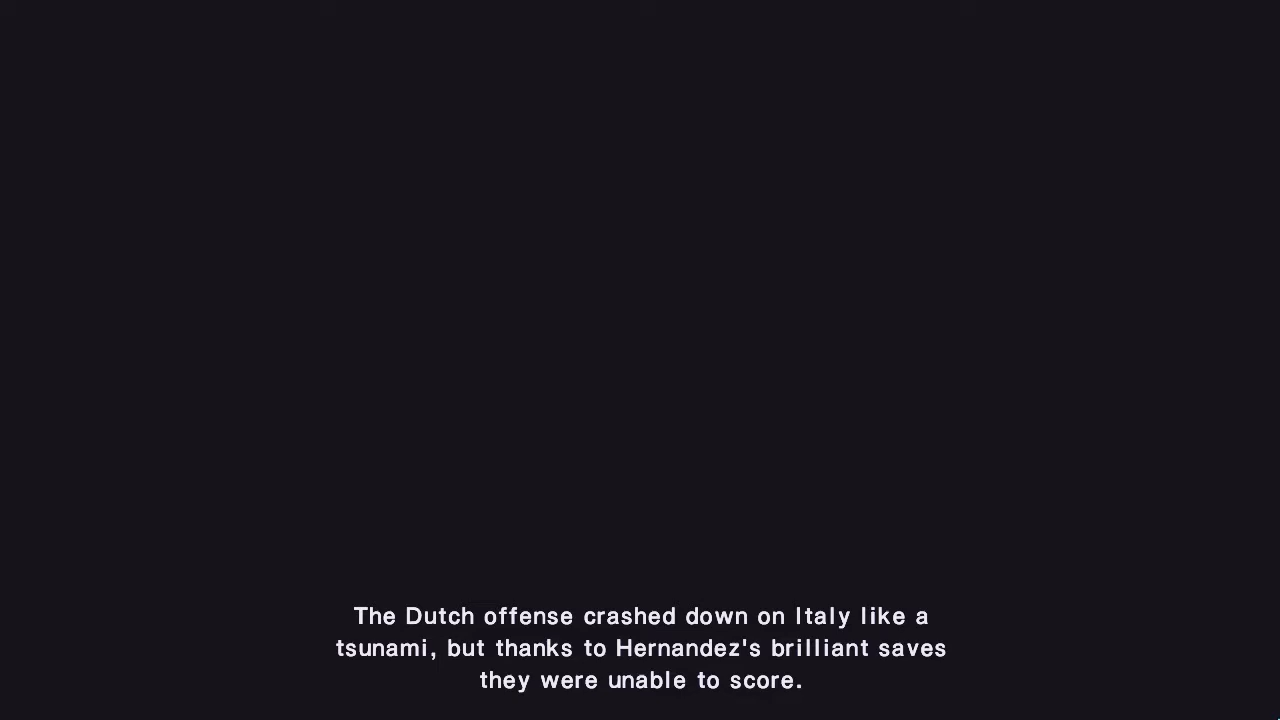 The Dutch offense crashed down on Italy like a
tsunami, but thanks to Hernandez's brilliant saves
they were unable to score.